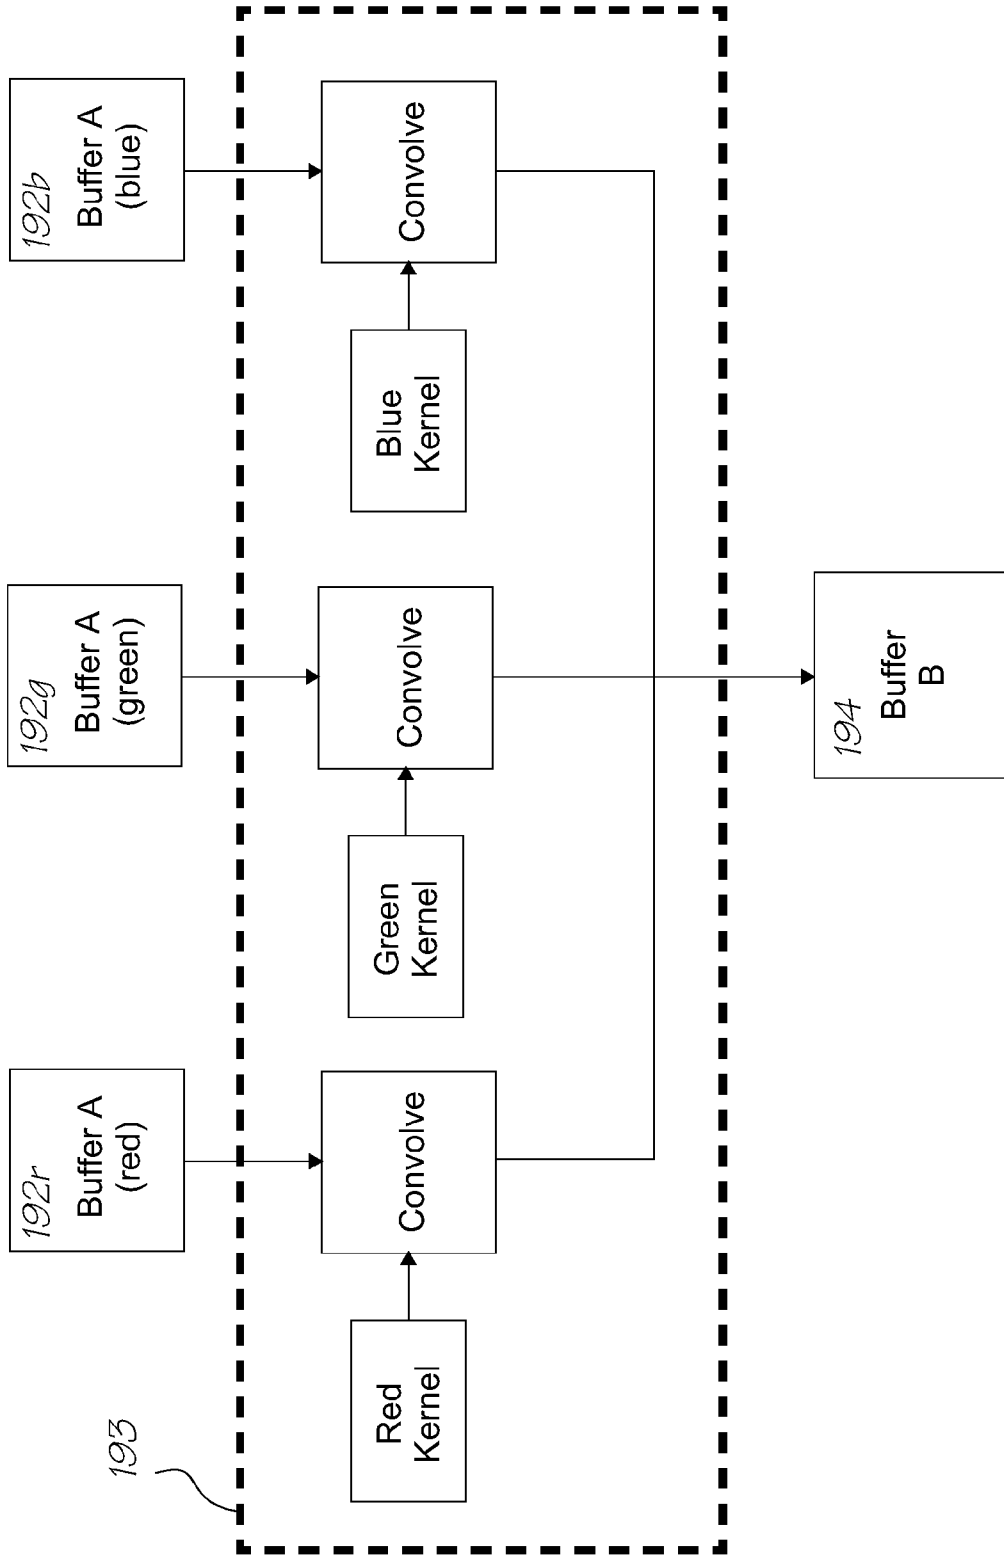 192r
Buffer A
(red)
192g
Buffer A
(green)
192b
Buffer A
(blue)
193
Red
Kernel
Convolve
Green
Kernel
Convolve
Blue
Kernel
Convolve
194
Buffer
B